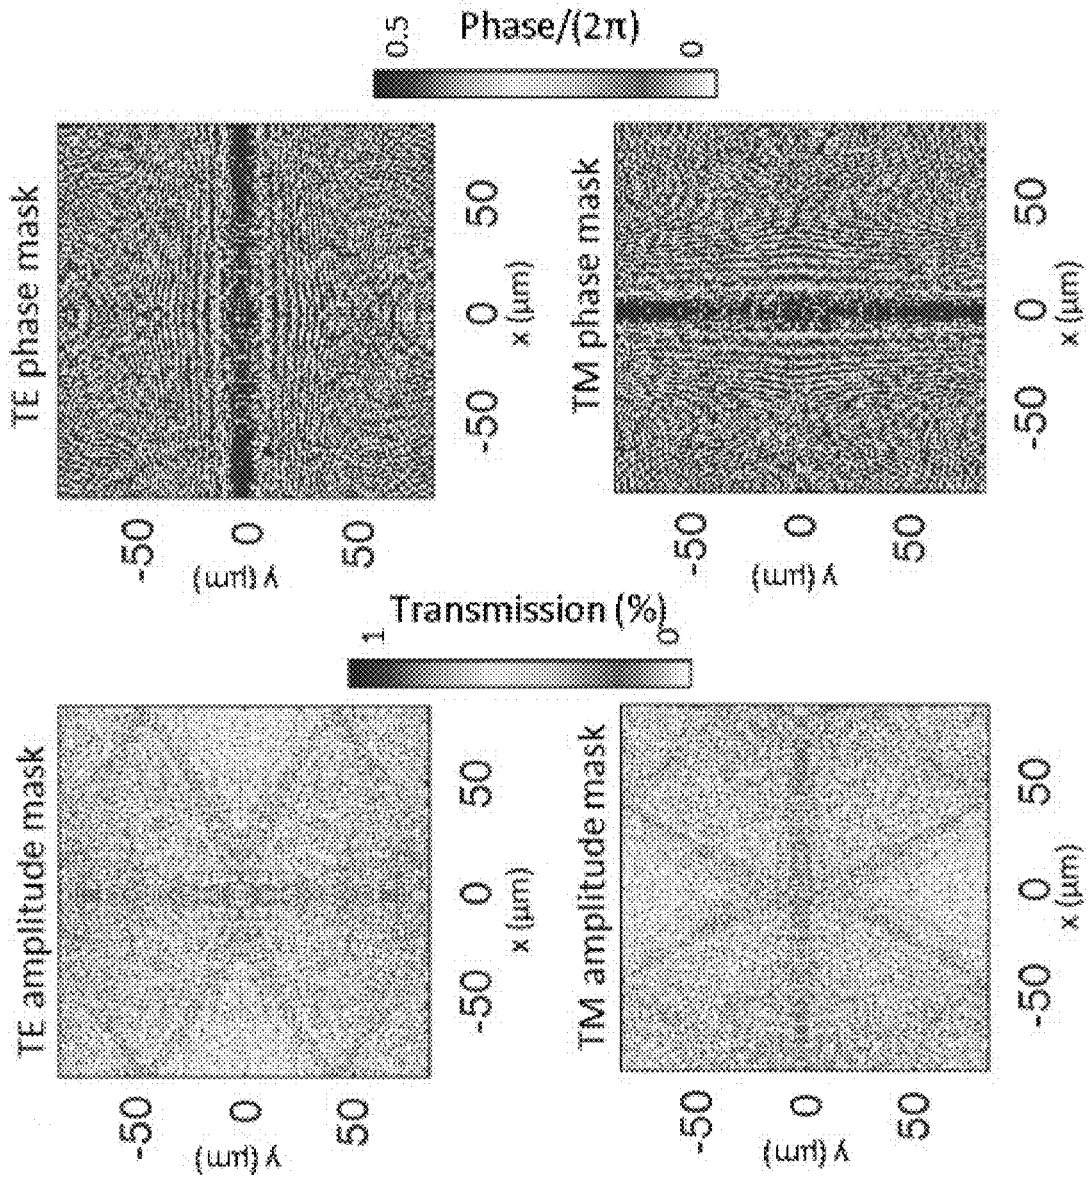 TE amplitude mask
-50
0
50
y (μm)
-50 0 50
x (μm)
1
Transmission (%)
0
TE phase mask
-50
0
50
y (μm)
-50 0 50
x (μm)
0.5
Phase/(2π)
0
TM amplitude mask
-50
0
50
y (μm)
-50 0 50
x (μm)
TM phase mask
-50
0
50
y (μm)
-50 0 50
x (μm)